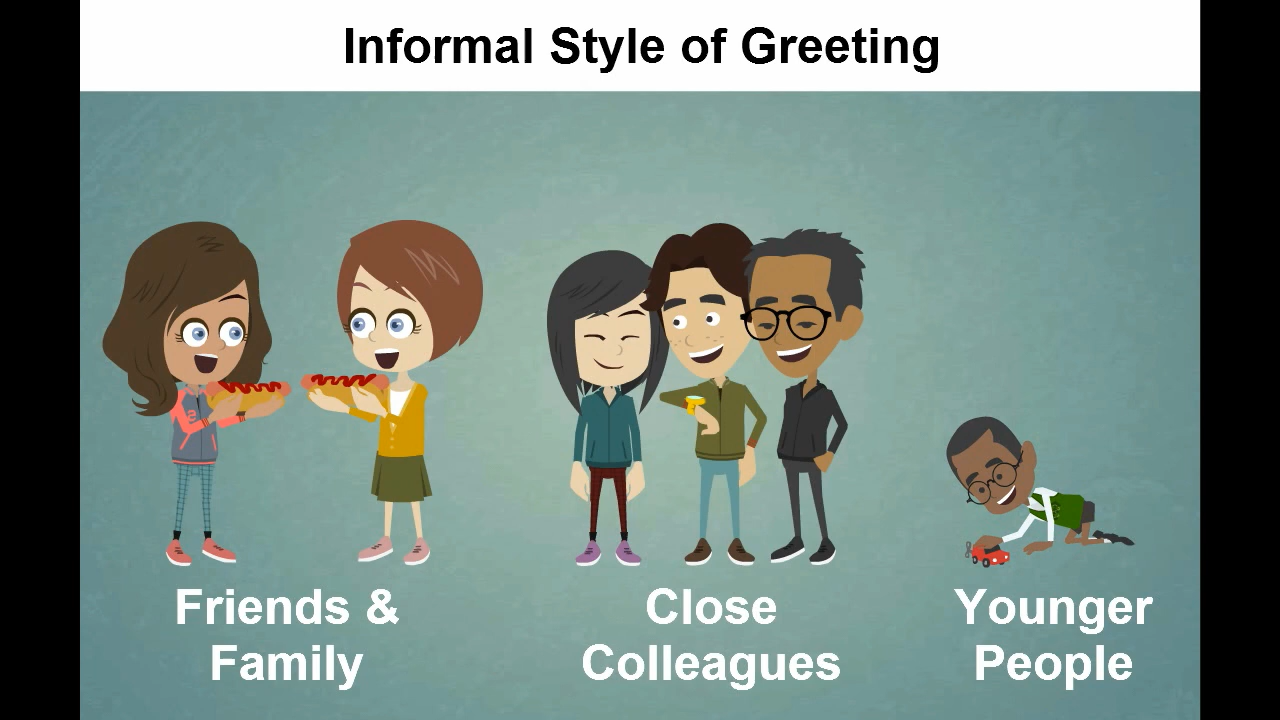 Informal Style of Greeting
Friends &
Family
Close
Colleagues
Younger
People